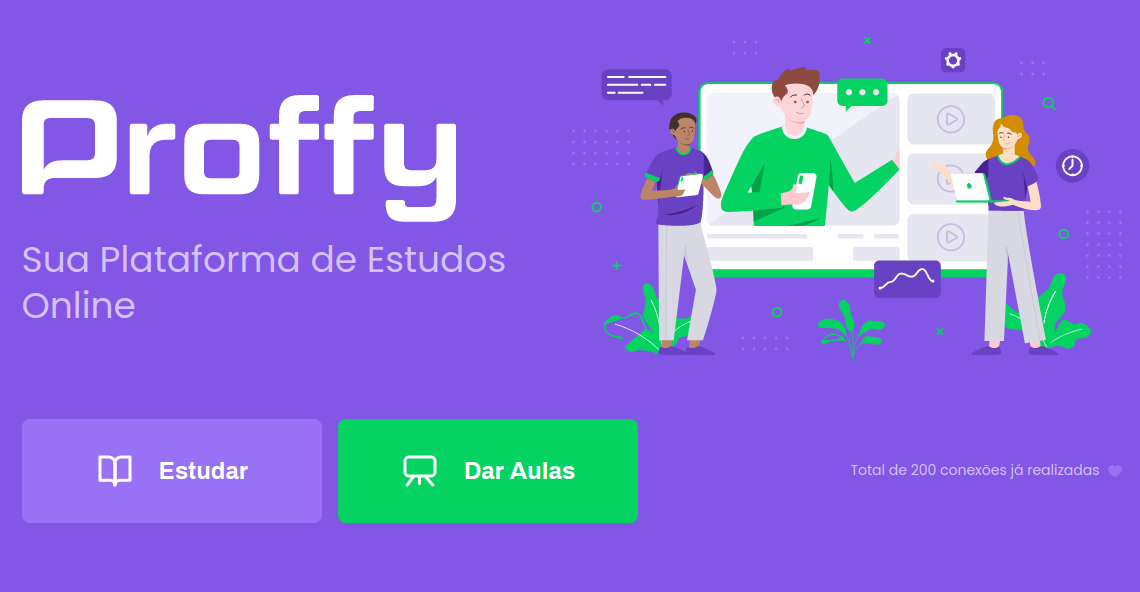 Proffy
Sua Plataforma de Estudos
Online
Estudar
Dar Aulas
Total de 200 conexões já realizadas